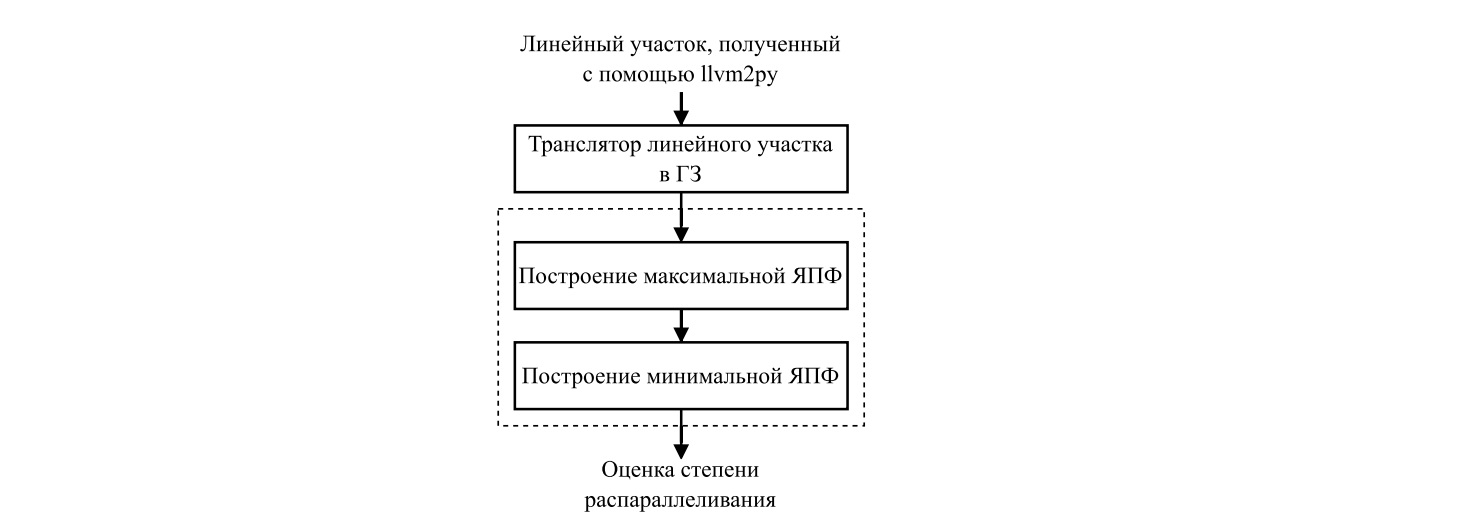 Линейный участок, полученный
с помощью llvm2py
Транслятор линейного участка
в ГЗ
Построение максимальной ЯПФ
Построение минимальной ЯПФ
Оценка степени
распараллеливания